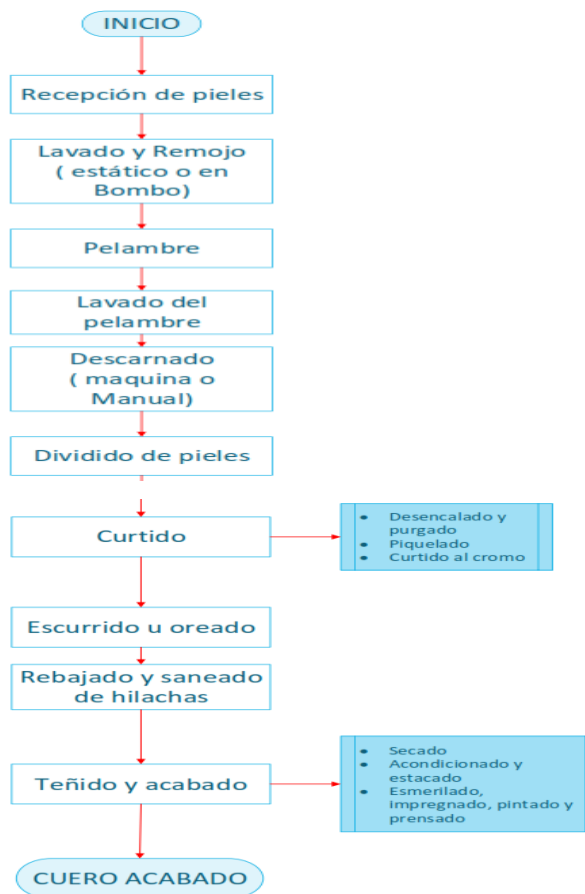 INICIO
Recepción de pieles
Lavado y Remojo
( estático o en
Bombo)
Pelambre
Lavado del
pelambre
Descarnado
( maquina o
Manual)
Dividido de pieles
Curtido
• Desencalado y
purgado
• Piquelado
• Curtido al cromo
Escurrido u oreado
Rebajado y saneado
de hilachas
Teñido y acabado
• Secado
• Acondicionado y
estacado
• Esmerilado,
impregnado, pintado y
prensado
CUERO ACABADO